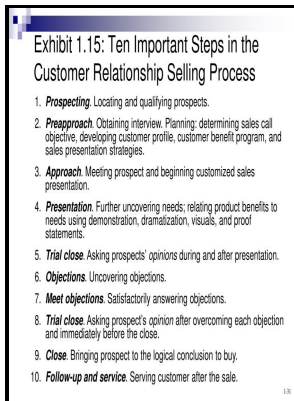 Exhibit 1.15: Ten Important Steps in the
Customer Relationship Selling Process
1. Prospecting. Locating and qualifying prospects.
2. Preapproach. Obtaining interview. Planning: determining sales call
objective, developing customer profile, customer benefit program, and
sales presentation strategies.
3. Approach. Meeting prospect and beginning customized sales
presentation.
4. Presentation. Further uncovering needs; relating product benefits to
needs using demonstration, dramatization, visuals, and proof
statements.
5. Trial close. Asking prospects' opinions during and after presentation.
6. Objections. Uncovering objections.
7. Meet objections. Satisfactorily answering objections.
8. Trial close. Asking prospect's opinion after overcoming each objection
and immediately before the close.
9. Close. Bringing prospect to the logical conclusion to buy.
10. Follow-up and service. Serving customer after the sale.